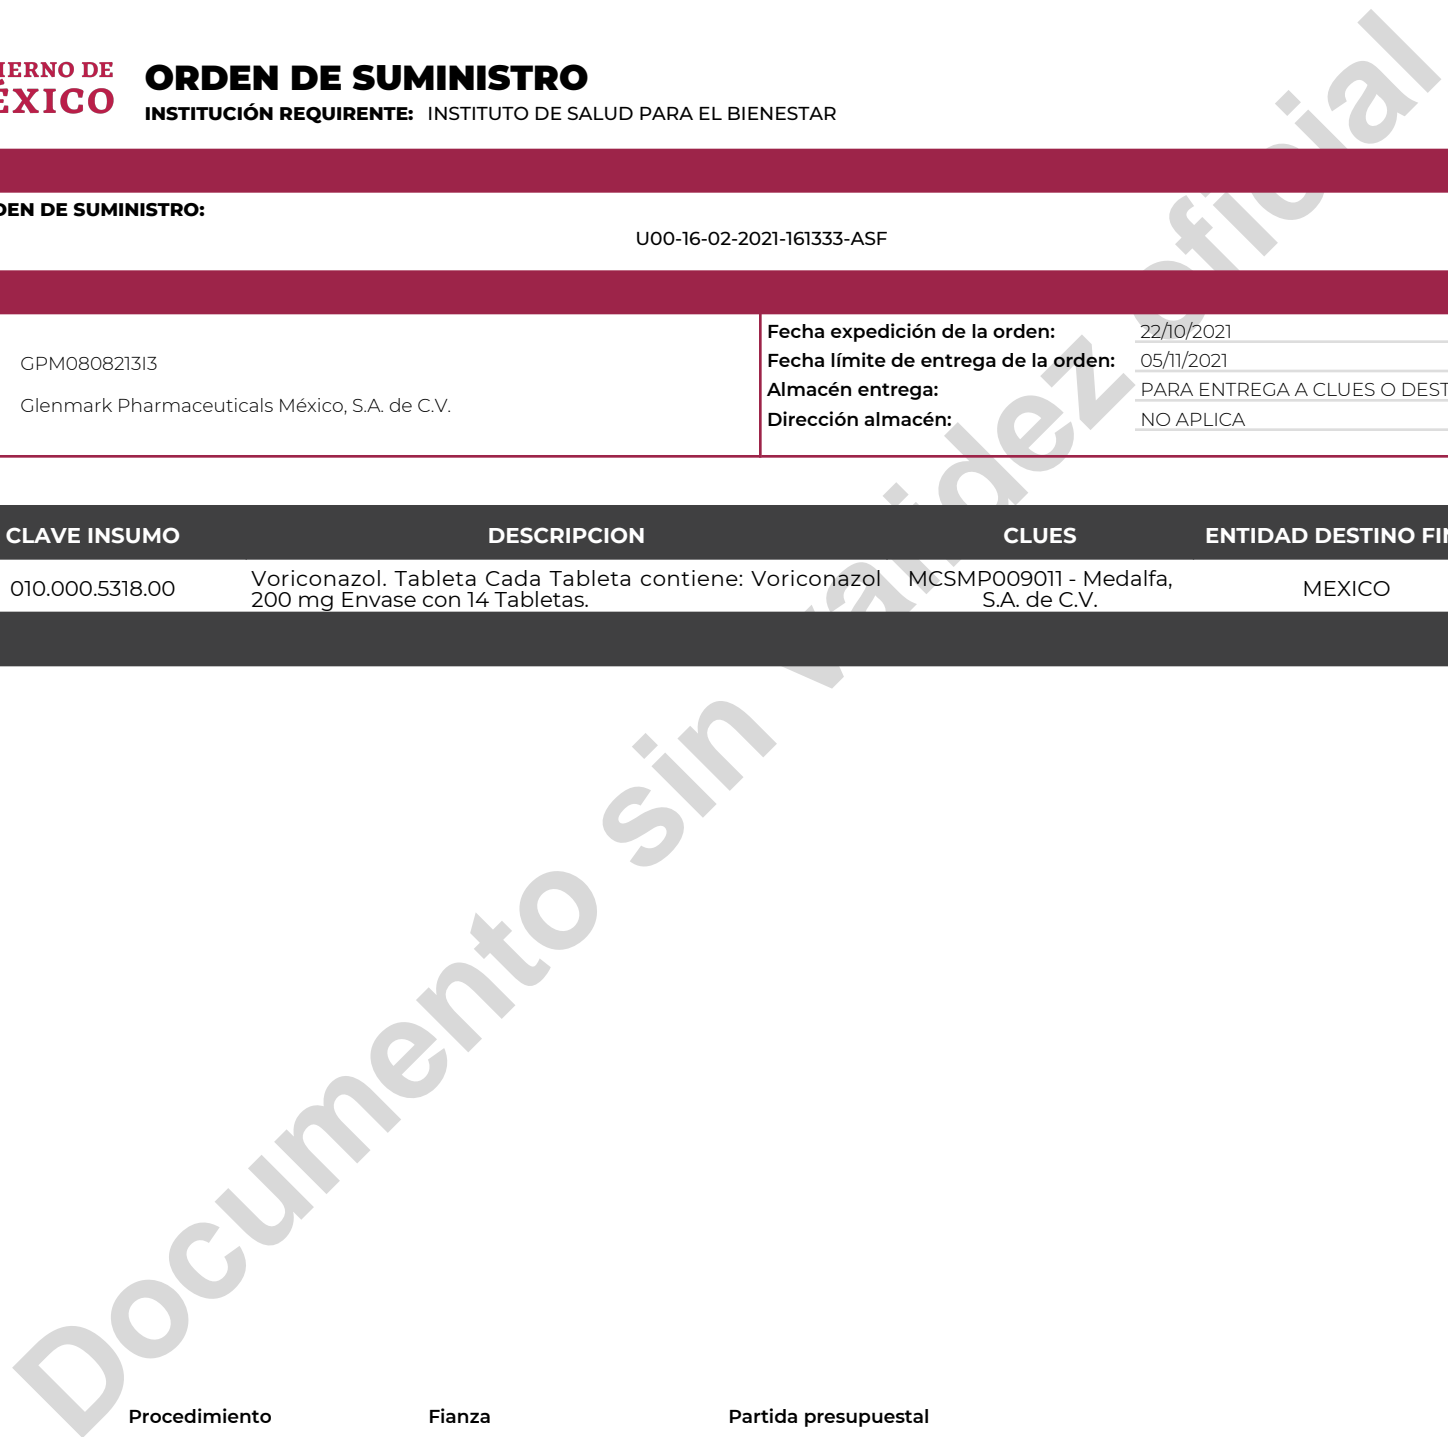 IERNO DE
ÉXICO
ORDEN DE SUMINISTRO
INSTITUCIÓN REQUIRENTE: INSTITUTO DE SALUD PARA EL BIENESTAR
DEN DE SUMINISTRO:
U00-16-02-2021-161333-ASF
GPM0808213I3
Glenmark Pharmaceuticals México, S.A. de C.V.
Fecha expedición de la orden: 22/10/2021
Fecha límite de entrega de la orden: 05/11/2021
Almacén entrega: PARA ENTREGA A CLUES O DEST
Dirección almacén: NO APLICA
CLAVE INSUMO DESCRIPCION CLUES ENTIDAD DESTINO FIN
010.000.5318.00 Voriconazol. Tableta Cada Tableta contiene: Voriconazol MCSMP009011 - Medalfa, MEXICO
200 mg Envase con 14 Tabletas. S.A. de C.V.
Documento sin validez oficial
Procedimiento Fianza Partida presupuestal